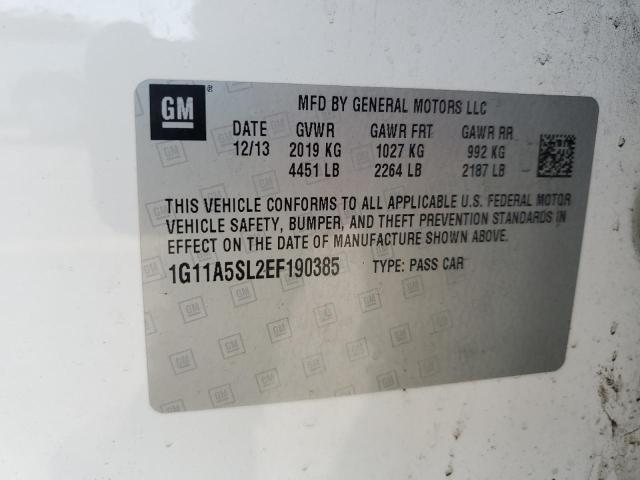 GM ®
MFD BY GENERAL MOTORS LLC
DATE GVWR GAWR FRT GAWR RR
12/13 2019 KG 1027 KG 992 KG
4451 LB 2264 LB 2187 LB
THIS VEHICLE CONFORMS TO ALL APPLICABLE U.S. FEDERAL MOTOR
VEHICLE SAFETY, BUMPER, AND THEFT PREVENTION STANDARDS IN
EFFECT ON THE DATE OF MANUFACTURE SHOWN ABOVE.
1G11A5SL2EF190385 TYPE: PASS CAR